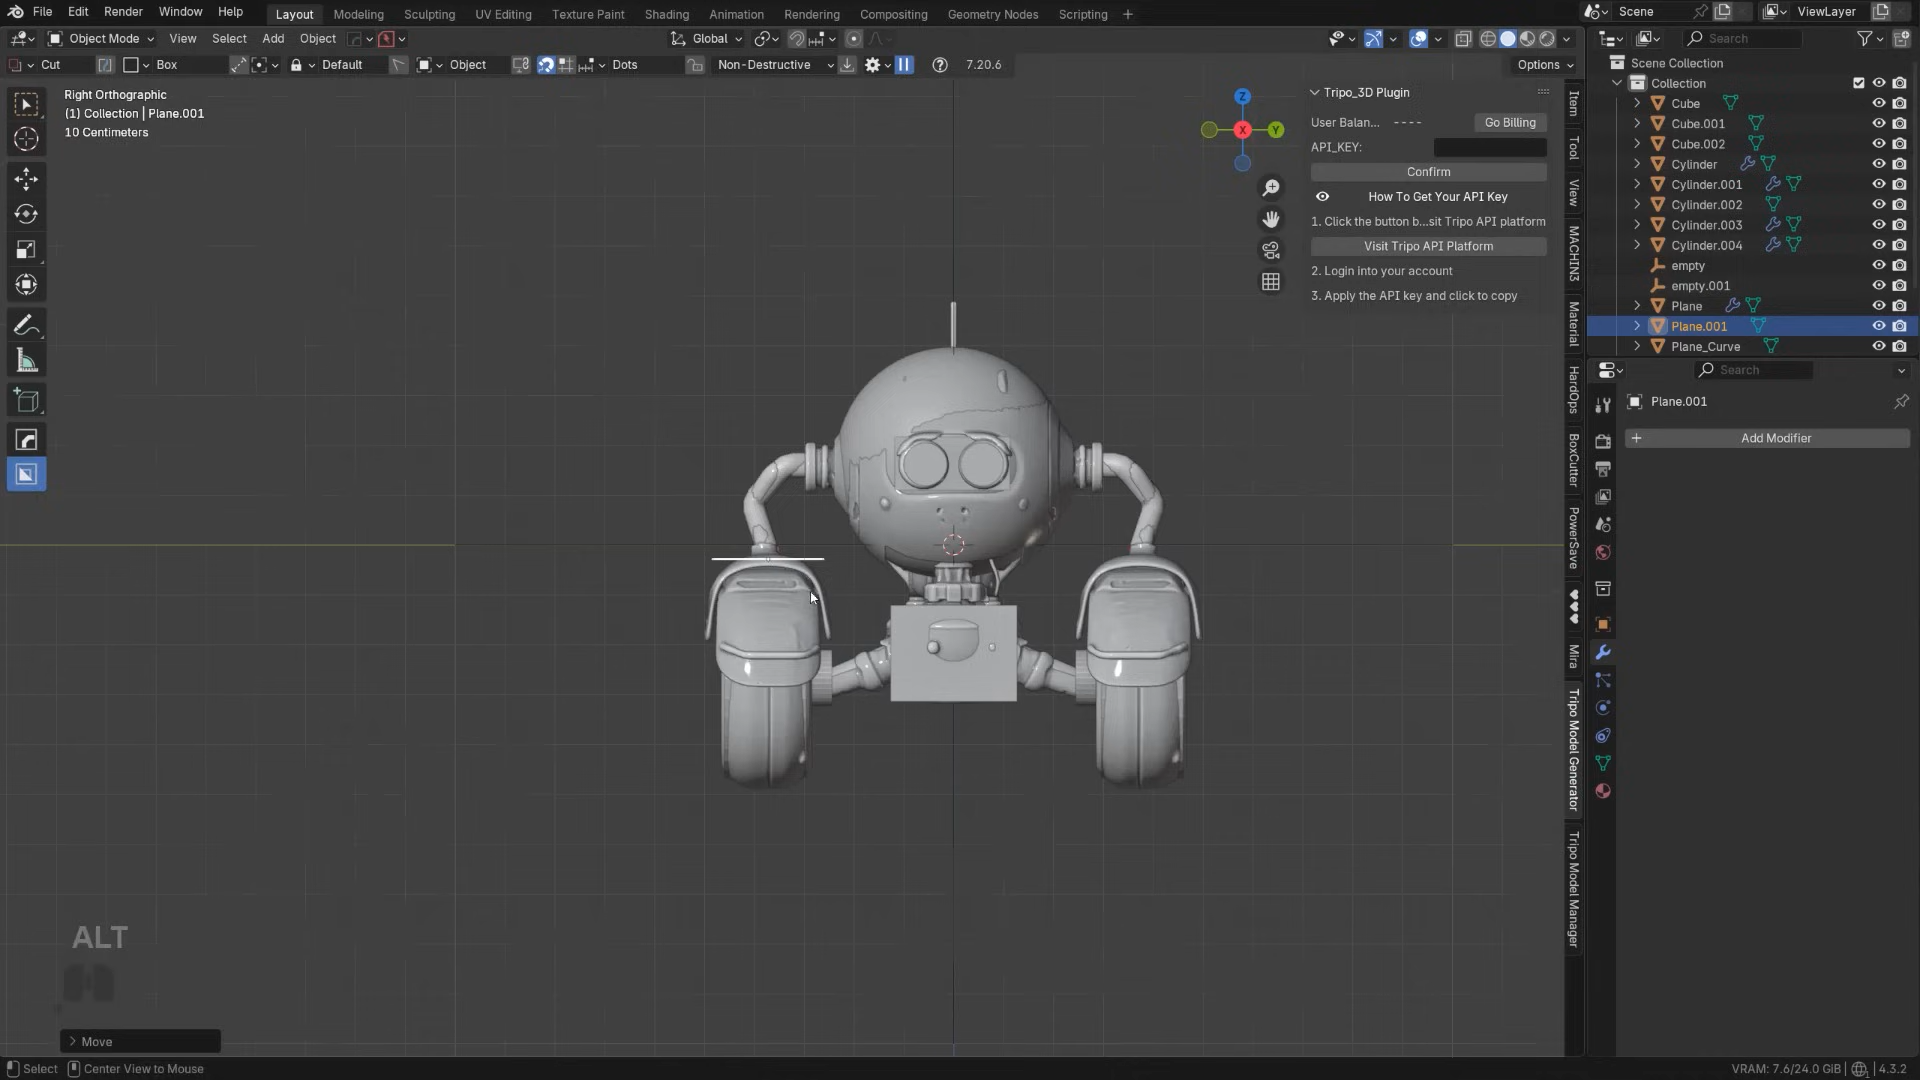 File Edit Render Window Help Layout Modeling Sculpting UV Editing Texture Paint Shading Animation Rendering Compositing Geometry Nodes Scripting + Scene ViewLayer
Object Mode View Select Add Object Global Search
Cut Box Default Object Dots Non-Destructive 7.20.6 Options
Right Orthographic
(1) Collection | Plane.001
10 Centimeters
Z
X
Y
Tripo_3D Plugin
User Balan... ---- Go Billing
API_KEY:
Confirm
How To Get Your API Key
1. Click the button b...sit Tripo API platform
Visit Tripo API Platform
2. Login into your account
3. Apply the API key and click to copy
Item
Tool
View
MACHIN3
Material
HardOps
BoxCutter
PowerSave
Mira
Tripo Model Generator
Tripo Model Manager
Scene Collection
Collection
Cube
Cube.001
Cube.002
Cylinder
Cylinder.001
Cylinder.002
Cylinder.003
Cylinder.004
empty
empty.001
Plane
Plane.001
Plane_Curve
Search
Plane.001
+ Add Modifier
ALT
Move
Select Center View to Mouse VRAM: 7.6/24.0 GiB 4.3.2